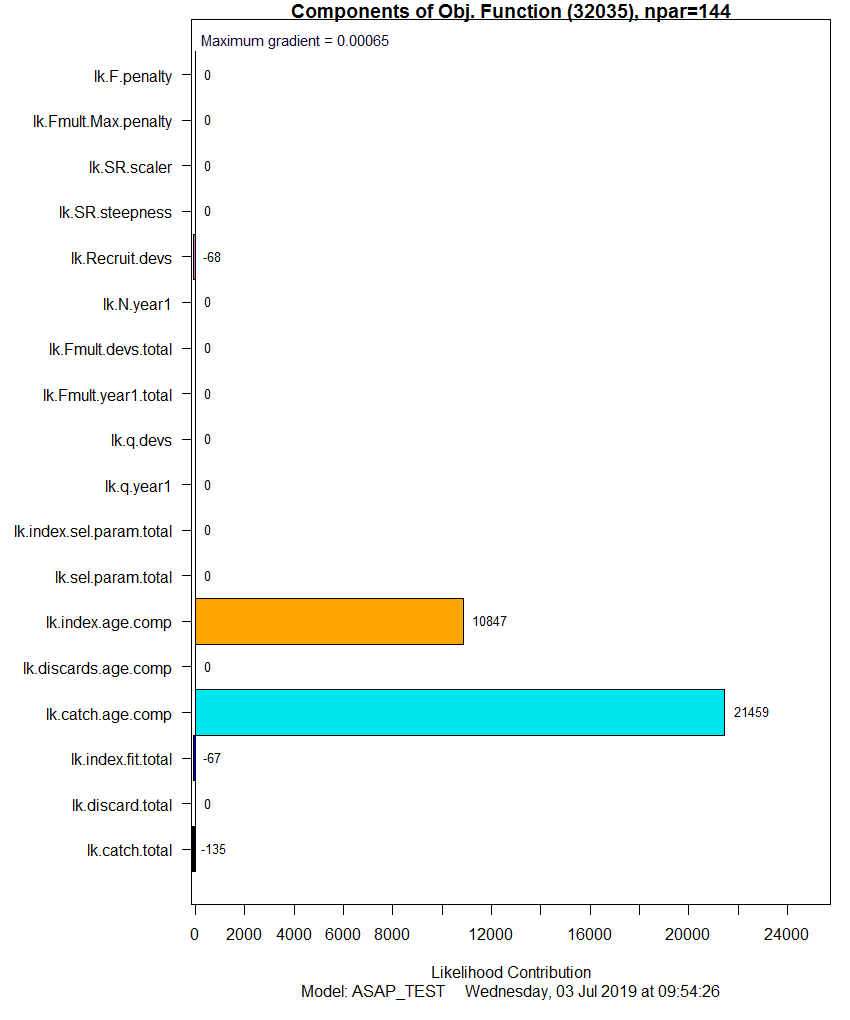 Components of Obj. Function (32035), npar=144
Maximum gradient = 0.00065
lk.F.penalty 0
lk.Fmult.Max.penalty 0
lk.SR.scaler 0
lk.SR.steepness 0
lk.Recruit.devs -68
lk.N.year1 0
lk.Fmult.devs.total 0
lk.Fmult.year1.total 0
lk.q.devs 0
lk.q.year1 0
lk.index.sel.param.total 0
lk.sel.param.total 0
lk.index.age.comp 10847
lk.discards.age.comp 0
lk.catch.age.comp 21459
lk.index.fit.total -67
lk.discard.total 0
lk.catch.total -135
0 2000 4000 6000 8000 12000 16000 20000 24000
Likelihood Contribution
Model: ASAP_TEST Wednesday, 03 Jul 2019 at 09:54:26